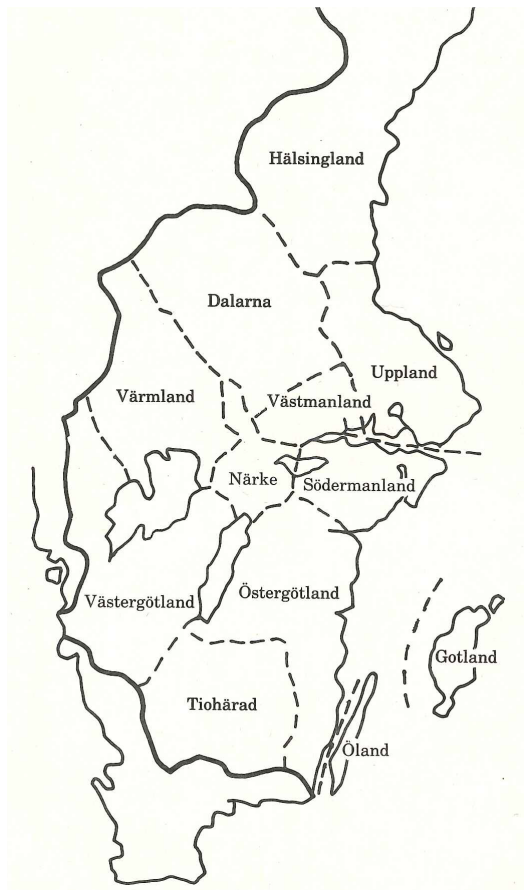 Hälsingland
Dalarna
Uppland
Värmland
Västmanland
Närke
Södermanland
Västergötland
Östergötland
Gotland
Tiohärad
Öland